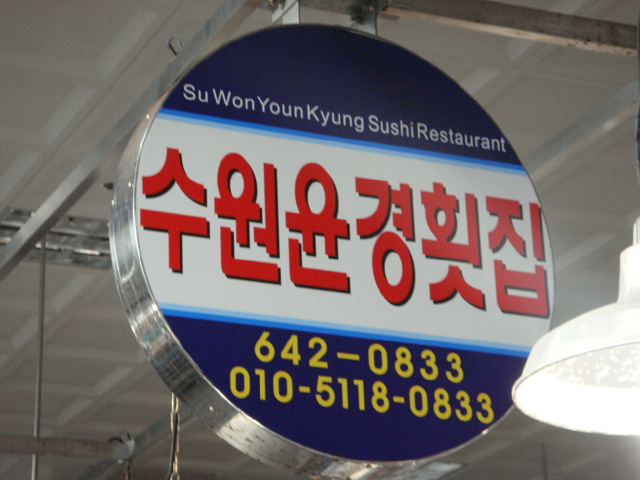 Su Won Youn Kyung Sushi Restaurant
수원윤경횟집
642-0833
010-5118-0833